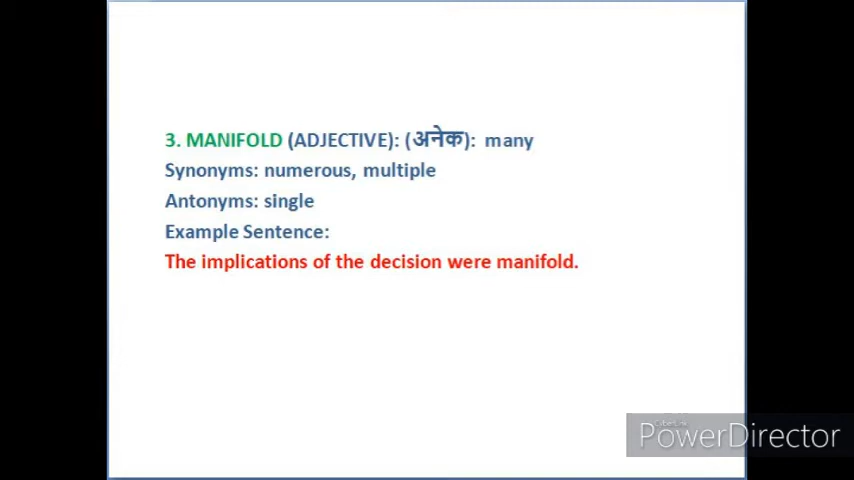 3. MANIFOLD (ADJECTIVE): (अनेक): many
Synonyms: numerous, multiple
Antonyms: single
Example Sentence:
The implications of the decision were manifold.
CyberLink
PowerDirector